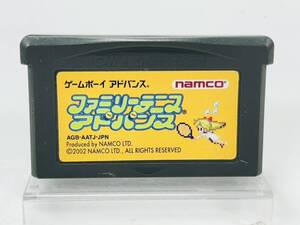 ゲームボーイ アドバンス®
namco®
ファミリーテニス
アドバンス
AGB-AATJ-JPN
Produced by NAMCO LTD.
©2002 NAMCO LTD., ALL RIGHTS RESERVED